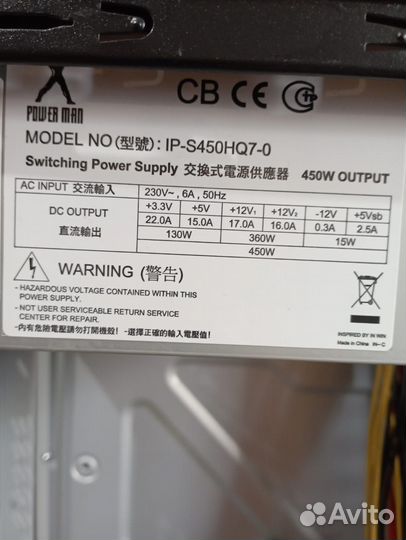 POWER MAN
CB CE
MODEL NO (型號): IP-S450HQ7-0
Switching Power Supply 交換式電源供應器 450W OUTPUT
AC INPUT 交流輸入 230V~, 6A, 50Hz
DC OUTPUT 直流輸出 +3.3V +5V +12V1 +12V2 -12V +5Vsb
22.0A 15.0A 17.0A 16.0A 0.3A 2.5A
130W 360W 15W
450W
WARNING (警告)
- HAZARDOUS VOLTAGE CONTAINED WITHIN THIS
POWER SUPPLY.
- NOT USER SERVICEABLE RETURN SERVICE
CENTER FOR REPAIR.
-內有危險電壓請勿打開機殼! -選擇正確的輸入電壓值!
INSPIRED BY IN WIN
Made in China IN-C
Avito